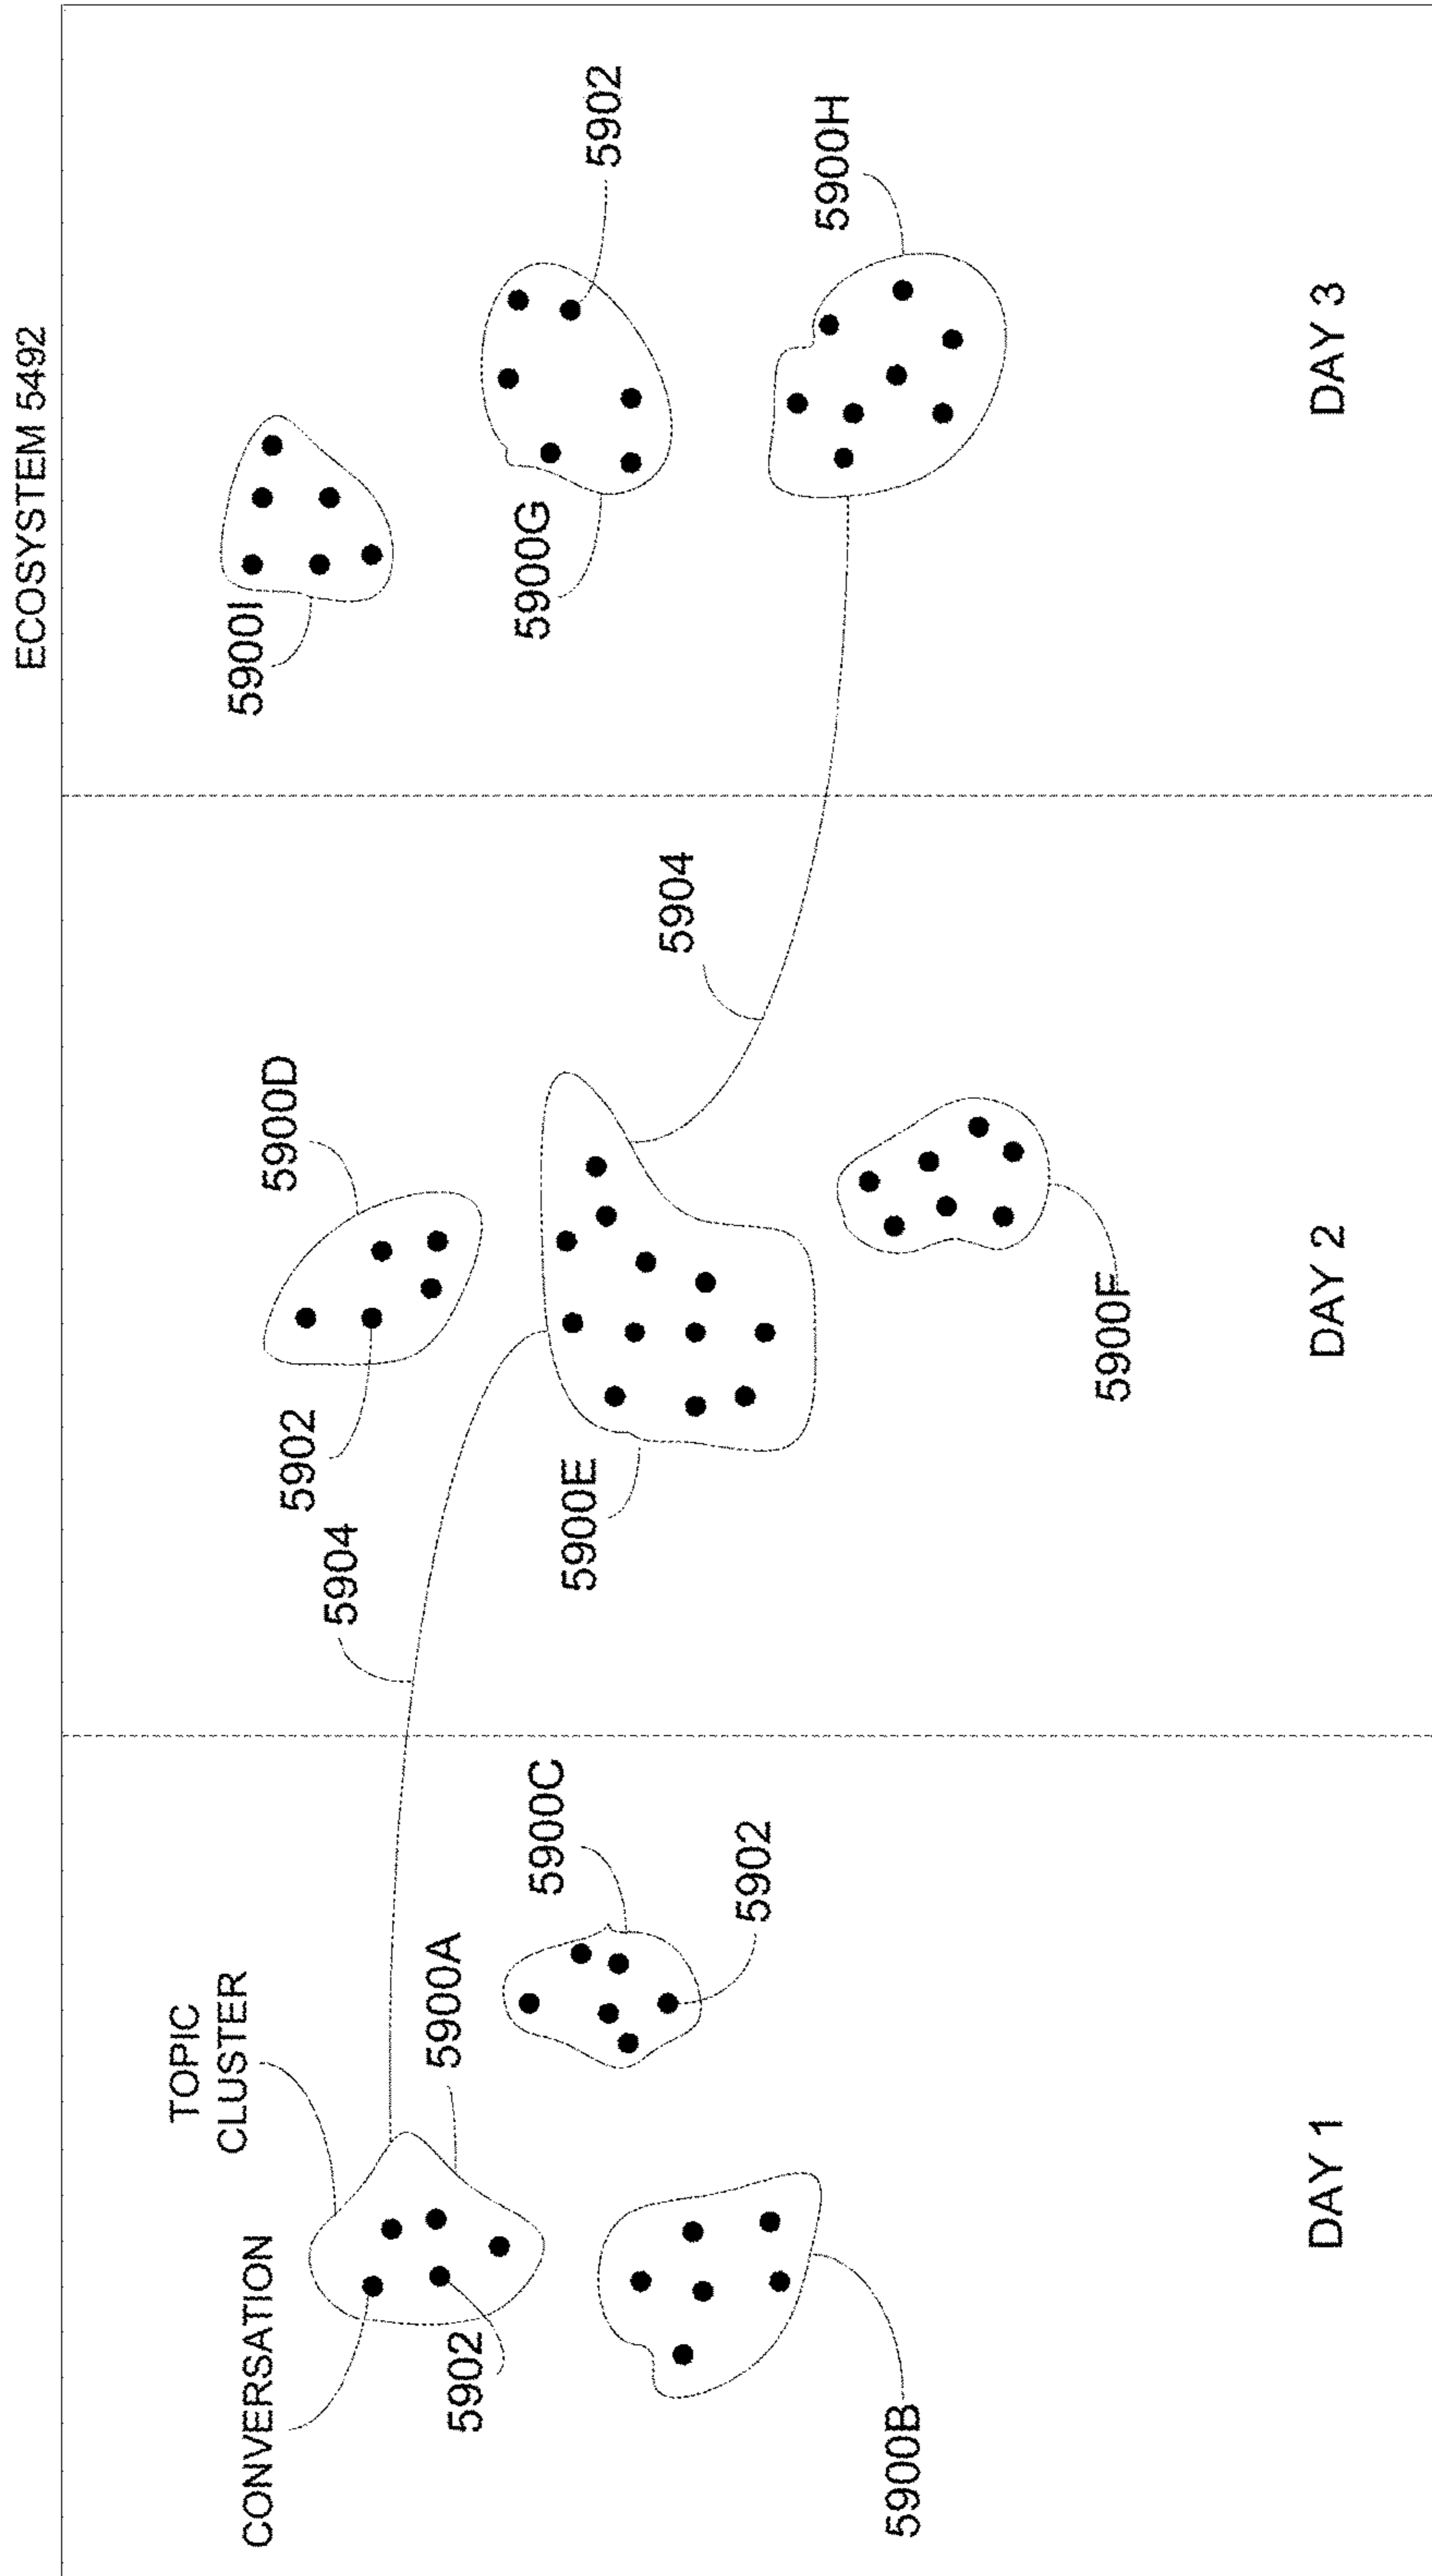 ECOSYSTEM 5492
TOPIC
CLUSTER
CONVERSATION
5902
5900A
5900B
5900C
5902
5904
5902
5900D
5900E
5900F
5904
5900I
5900G
5902
5900H
DAY 1
DAY 2
DAY 3